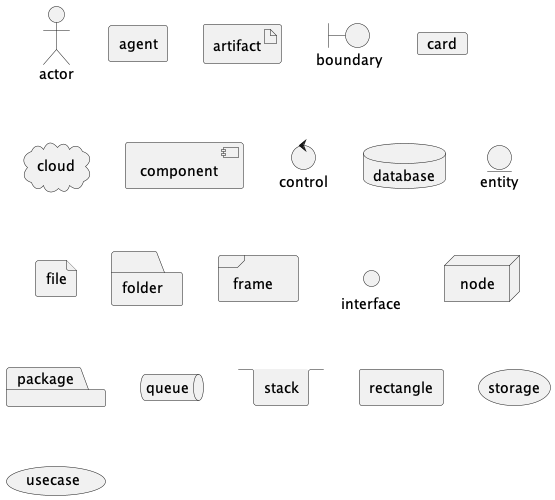 actor
agent
artifact
boundary
card
cloud
component
control
database
entity
file
folder
frame
interface
node
package
queue
stack
rectangle
storage
usecase